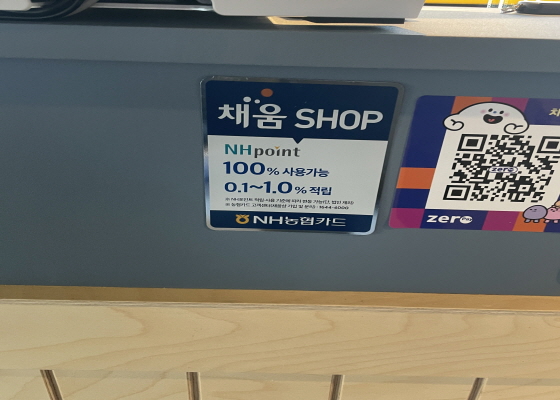 채움 SHOP
NHpoint
100% 사용가능
0.1~1.0% 적립
NH농협카드
zero
zero